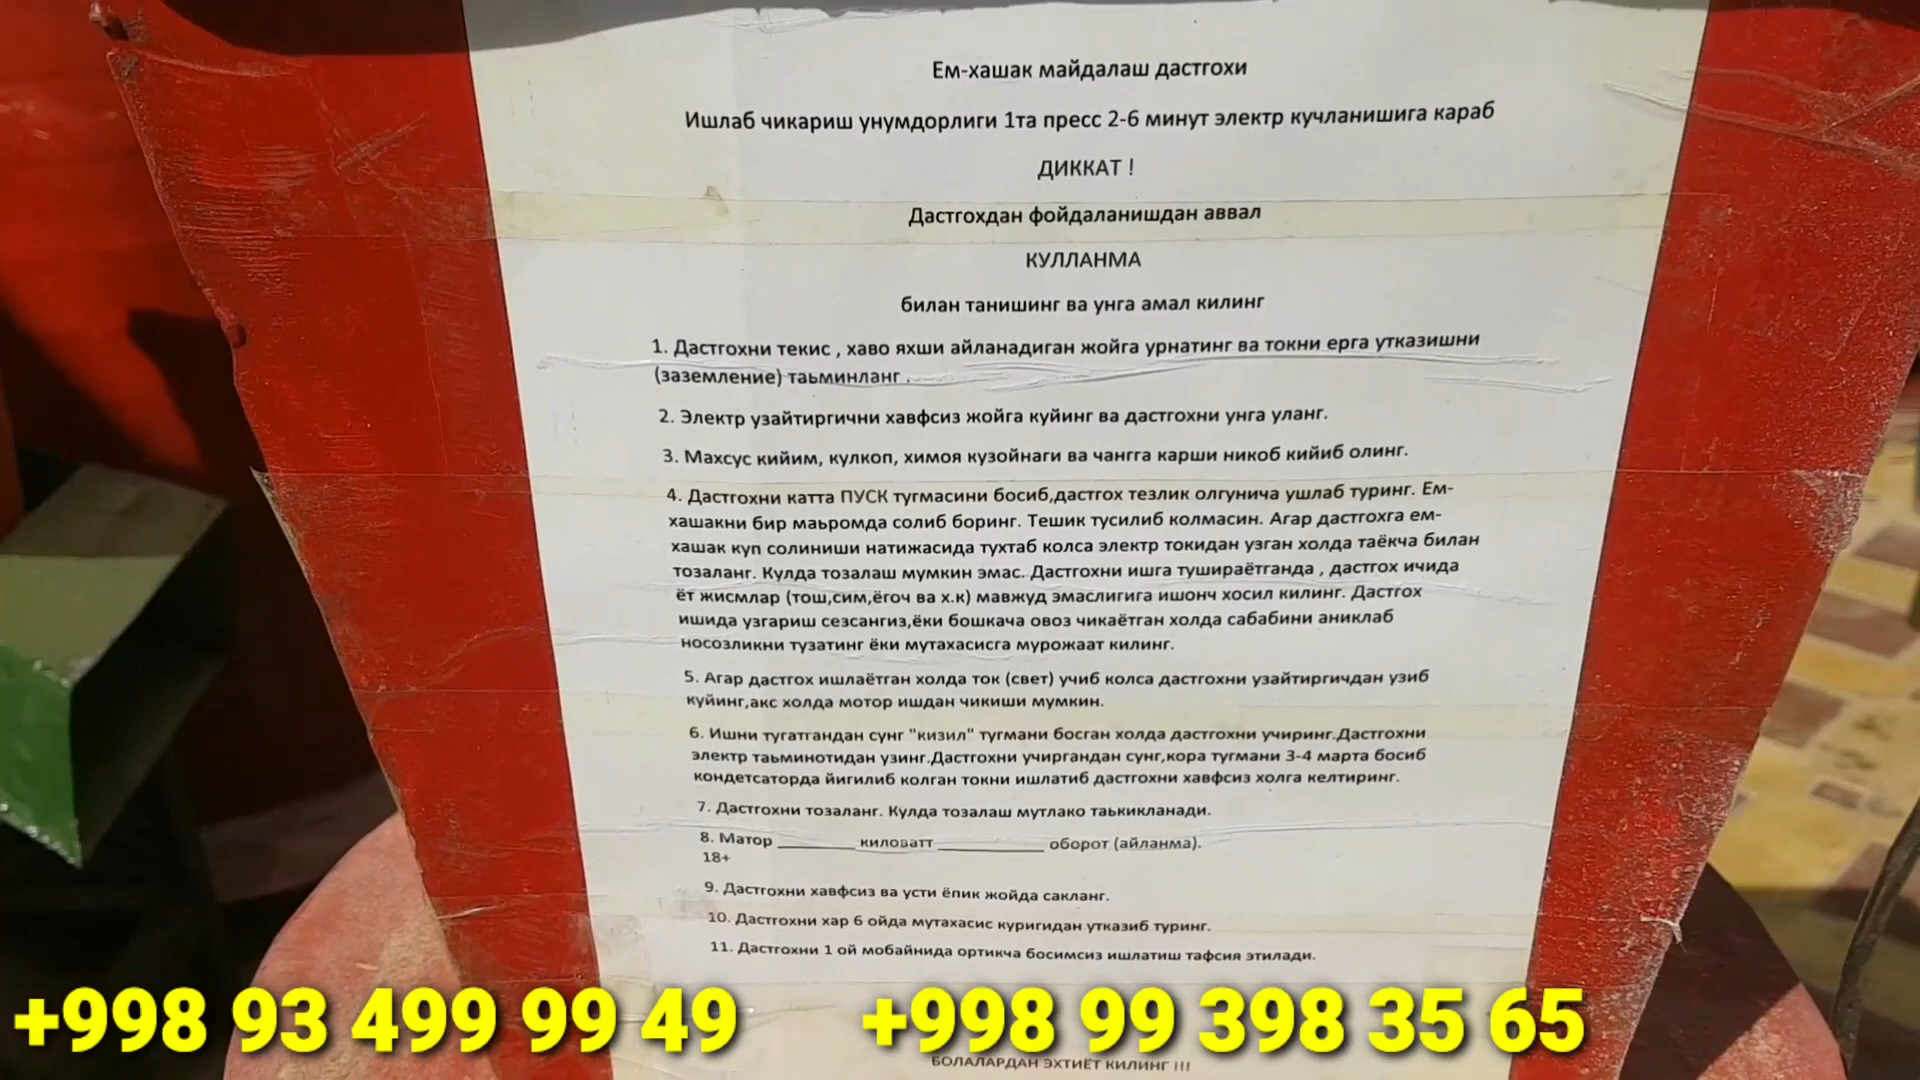 Ем-хашак майдалаш дастгохи
Ишлаб чикариш унумдорлиги 1та пресс 2-6 минут электр кучланишига караб
ДИККАТ !
Дастгохдан фойдаланишдан аввал
КУЛЛАНМА
билан танишинг ва унга амал килинг
1. Дастгохни текис , хаво яхши айланадиган жойга урнатинг ва токни ерга утказишни
(заземление) таьминланг .
2. Электр узайтиргични хавфсиз жойга куйинг ва дастгохни унга уланг.
3. Махсус кийим, кулкоп, химоя кузойнаги ва чангга карши никоб кийиб олинг.
4. Дастгохни катта ПУСК тугмасини босиб,дастгох тезлик олгунича ушлаб туринг. Ем-
хашакни бир маьромда солиб боринг. Тешик тусилиб колмасин. Агар дастгохга ем-
хашак куп солиниши натижасида тухтаб колса электр токидан узган холда таёкча билан
тозаланг. Кулда тозалаш мумкин эмас. Дастгохни ишга тушираётганда , дастгох ичида
ёт жисмлар (тош,сим,ёгоч ва х.к) мавжуд эмаслигига ишонч хосил килинг. Дастгох
ишида узгариш сезсангиз,ёки бошкача овоз чикаётган холда сабабини аниклаб
носозликни тузатинг ёки мутахасисга мурожаат килинг.
5. Агар дастгох ишлаётган холда ток (свет) учиб колса дастгохни узайтиргичдан узиб
куйинг,акс холда мотор ишдан чикиши мумкин.
6. Ишни тугатгандан сунг "кизил" тугмани босган холда дастгохни учиринг.Дастгохни
электр таьминотидан узинг.Дастгохни учиргандан сунг,кора тугмани 3-4 марта босиб
кондетсаторда йигилиб колган токни ишлатиб дастгохни хавфсиз холга келтиринг.
7. Дастгохни тозаланг. Кулда тозалаш мутлако таькикланади.
8. Матор ________ киловатт ___________ оборот (айланма).
18+
9. Дастгохни хавфсиз ва усти ёпик жойда сакланг.
10. Дастгохни хар 6 ойда мутахасис куригидан утказиб туринг.
11. Дастгохни 1 ой мобайнида ортикча босимсиз ишлатиш тафсия этилади.
+998 93 499 99 49 +998 99 398 35 65
БОЛАЛАРДАН ЭХТИЁТ КИЛИНГ !!!